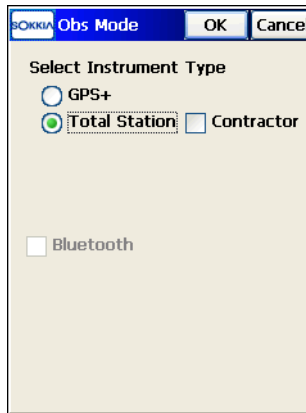 SOKKIA Obs Mode OK Cance
Select Instrument Type
GPS+
Total Station Contractor
Bluetooth